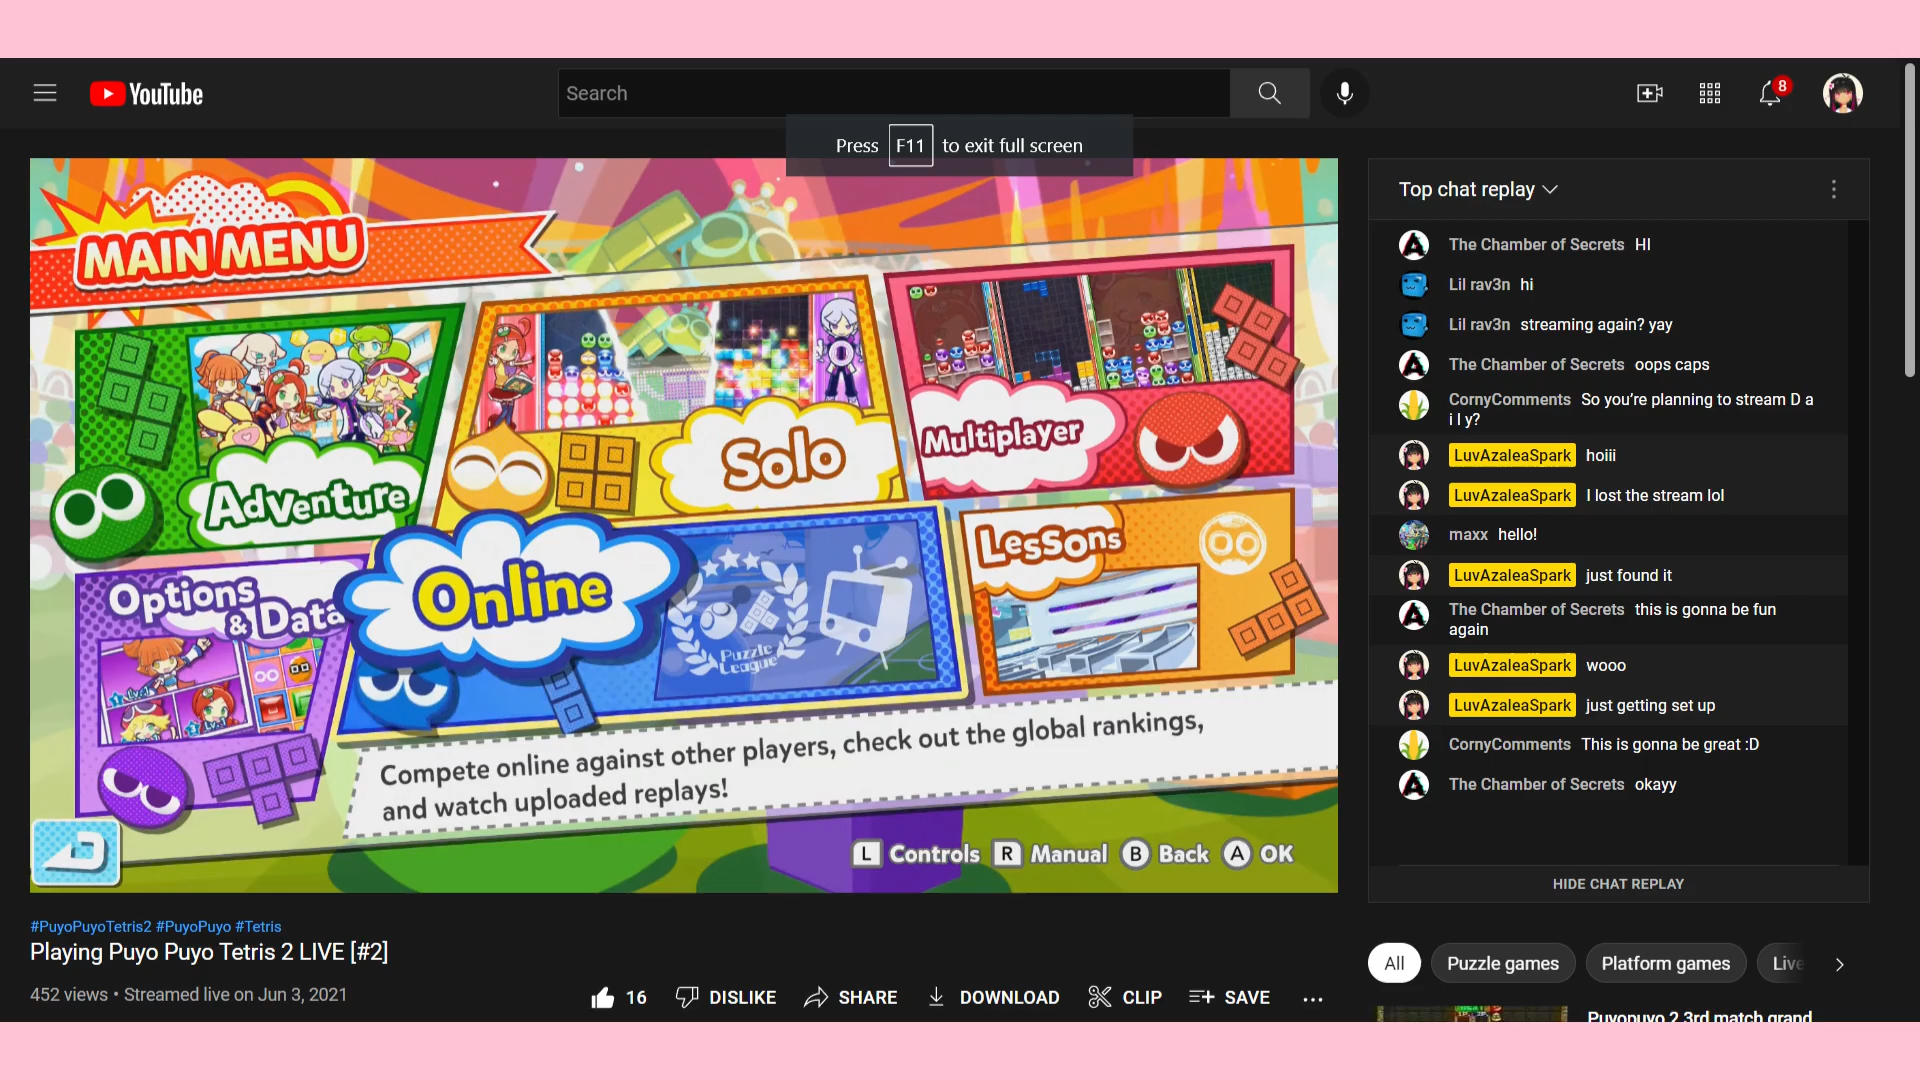 YouTube
Search
8
Press F11 to exit full screen
MAIN MENU
Adventure
Solo
Multiplayer
Options
& Data
Online
Puzzle
League
Lessons
Compete online against other players, check out the global rankings,
and watch uploaded replays!
L Controls R Manual B Back A OK
Top chat replay
The Chamber of Secrets HI
Lil rav3n hi
Lil rav3n streaming again? yay
The Chamber of Secrets oops caps
CornyComments So you're planning to stream D a
i l y?
LuvAzaleaSpark hoiii
LuvAzaleaSpark I lost the stream lol
maxx hello!
LuvAzaleaSpark just found it
The Chamber of Secrets this is gonna be fun
again
LuvAzaleaSpark wooo
LuvAzaleaSpark just getting set up
CornyComments This is gonna be great :D
The Chamber of Secrets okayy
HIDE CHAT REPLAY
#PuyoPuyoTetris2 #PuyoPuyo #Tetris
Playing Puyo Puyo Tetris 2 LIVE [#2]
452 views • Streamed live on Jun 3, 2021
16 DISLIKE SHARE DOWNLOAD CLIP SAVE
All Puzzle games Platform games Live
Puyopuyo 2 3rd match grand